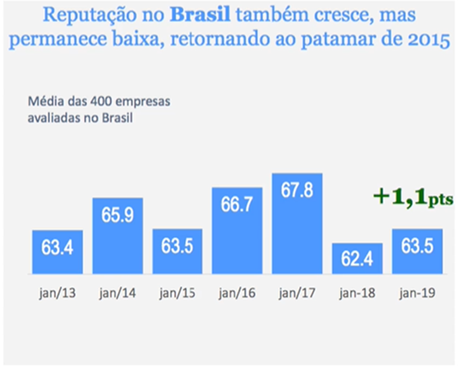 Reputação no Brasil também cresce, mas
permanece baixa, retornando ao patamar de 2015
Média das 400 empresas
avaliadas no Brasil
+1,1pts
63.4 65.9 63.5 66.7 67.8 62.4 63.5
jan/13 jan/14 jan/15 jan/16 jan/17 jan-18 jan-19